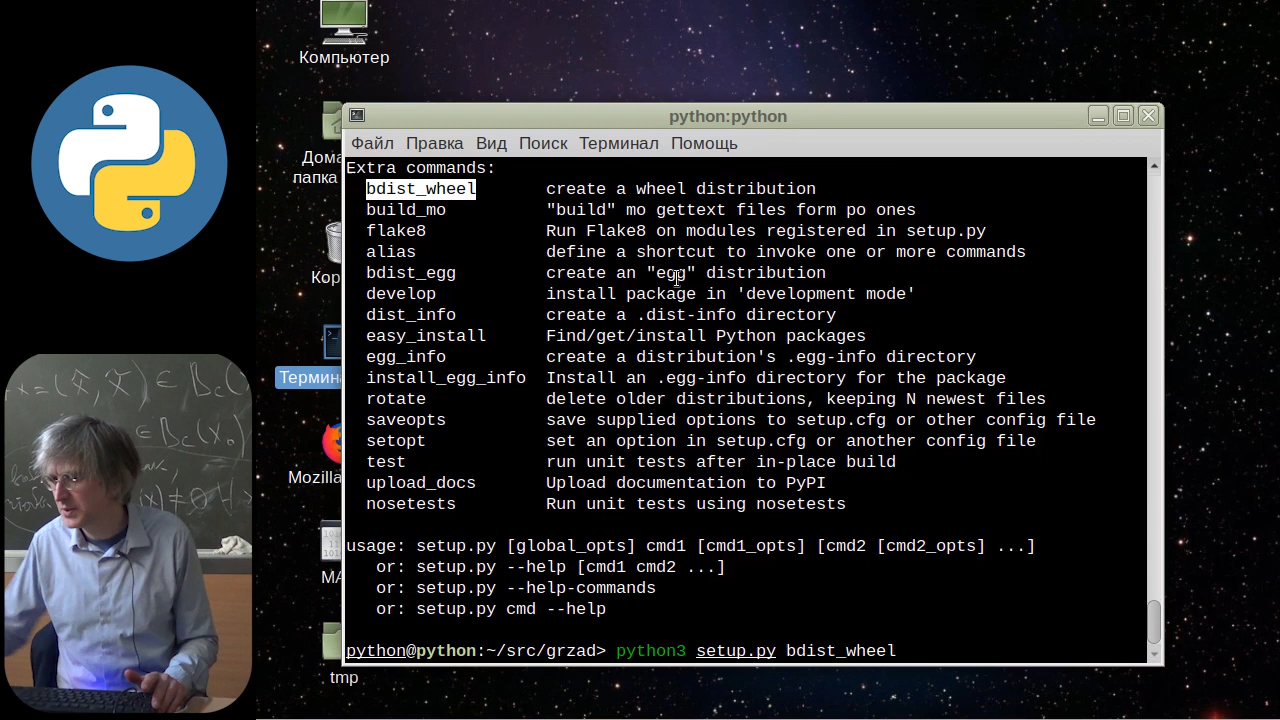 Компьютер
Дома
папка
Кор
Термина
Mozilla
MA
tmp
python:python
Файл Правка Вид Поиск Терминал Помощь
Extra commands:
bdist_wheel create a wheel distribution
build_mo "build" mo gettext files form po ones
flake8 Run Flake8 on modules registered in setup.py
alias define a shortcut to invoke one or more commands
bdist_egg create an "egg" distribution
develop install package in 'development mode'
dist_info create a .dist-info directory
easy_install Find/get/install Python packages
egg_info create a distribution's .egg-info directory
install_egg_info Install an .egg-info directory for the package
rotate delete older distributions, keeping N newest files
saveopts save supplied options to setup.cfg or other config file
setopt set an option in setup.cfg or another config file
test run unit tests after in-place build
upload_docs Upload documentation to PyPI
nosetests Run unit tests using nosetests
usage: setup.py [global_opts] cmd1 [cmd1_opts] [cmd2 [cmd2_opts] ...]
or: setup.py --help [cmd1 cmd2 ...]
or: setup.py --help-commands
or: setup.py cmd --help
python@python:~/src/grzad> python3 setup.py bdist_wheel